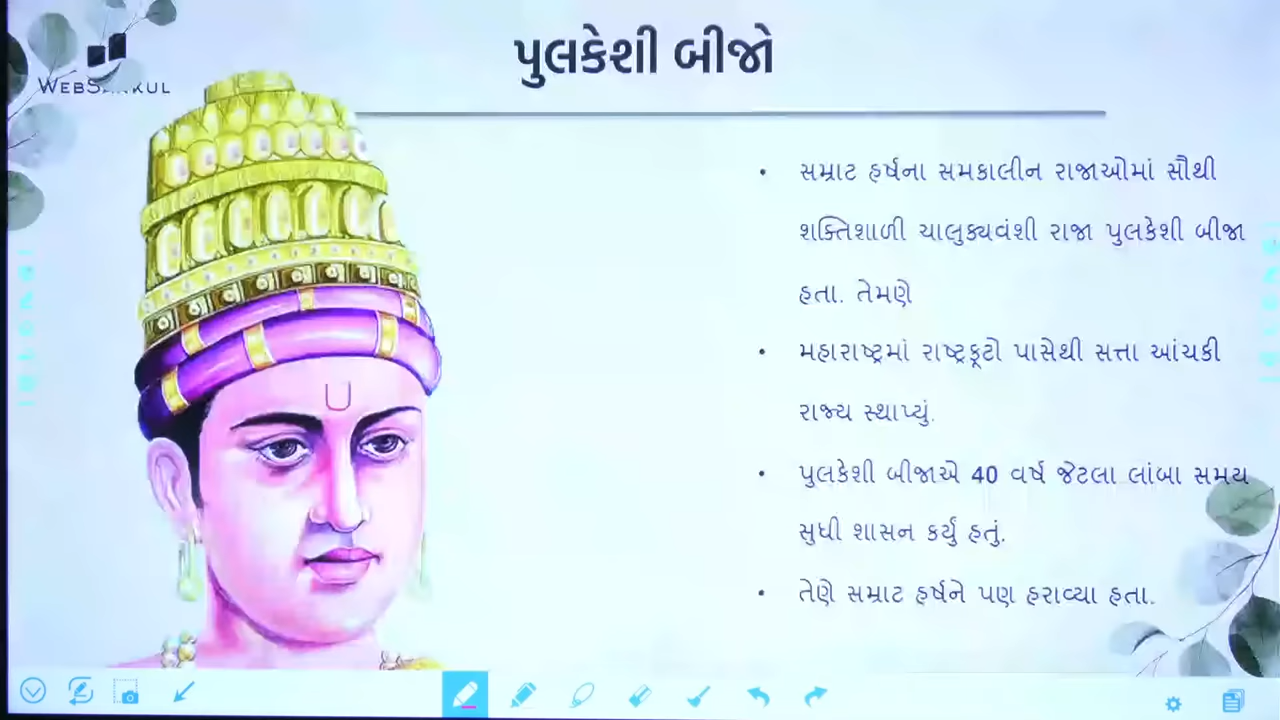 WEBSANKUL
પુલકેશી બીજો
• સમ્રાટ હર્ષના સમકાલીન રાજાઓમાં સૌથી
શક્તિશાળી ચાલુક્યવંશી રાજા પુલકેશી બીજા
હતા. તેમણે
• મહારાષ્ટ્રમાં રાષ્ટ્રકૂટો પાસેથી સત્તા આંચકી
રાજ્ય સ્થાપ્યું.
• પુલકેશી બીજાએ 40 વર્ષ જેટલા લાંબા સમય
સુધી શાસન કર્યું હતું.
• તેણે સમ્રાટ હર્ષને પણ હરાવ્યા હતા.